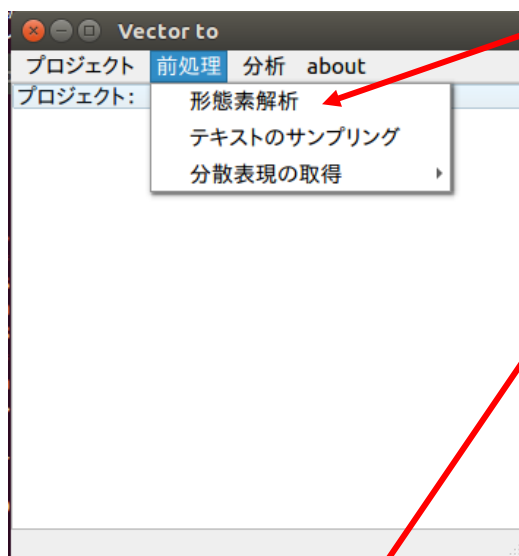 Vector to
プロジェクト 前処理 分析 about
プロジェクト:
形態素解析
テキストのサンプリング
分散表現の取得